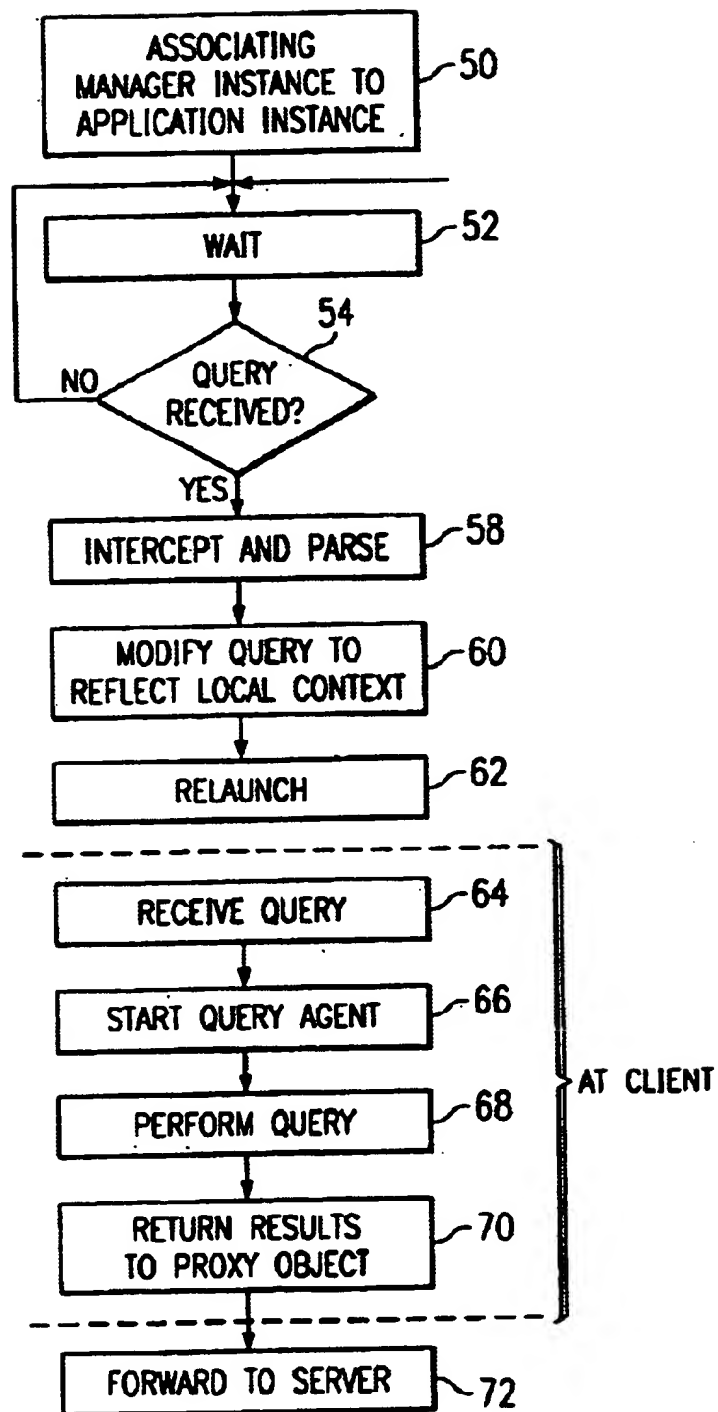 ASSOCIATING
MANAGER INSTANCE TO
APPLICATION INSTANCE
50
WAIT
52
54
QUERY
RECEIVED?
NO
YES
INTERCEPT AND PARSE
58
MODIFY QUERY TO
REFLECT LOCAL CONTEXT
60
RELAUNCH
62
RECEIVE QUERY
64
START QUERY AGENT
66
AT CLIENT
PERFORM QUERY
68
RETURN RESULTS
TO PROXY OBJECT
70
FORWARD TO SERVER
72